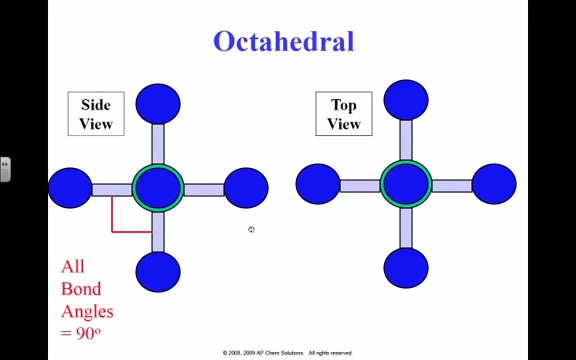 Octahedral
Side
View
Top
View
All
Bond
Angles
= 90º
© 2008, 2009 AP Chem Solutions. All rights reserved.